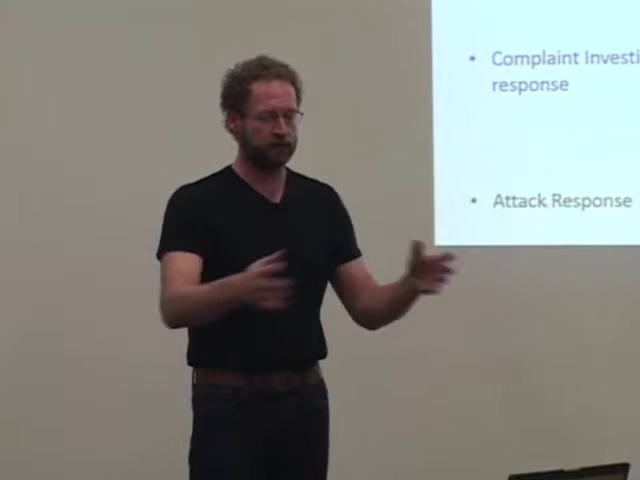 • Complaint Investi
response
• Attack Response